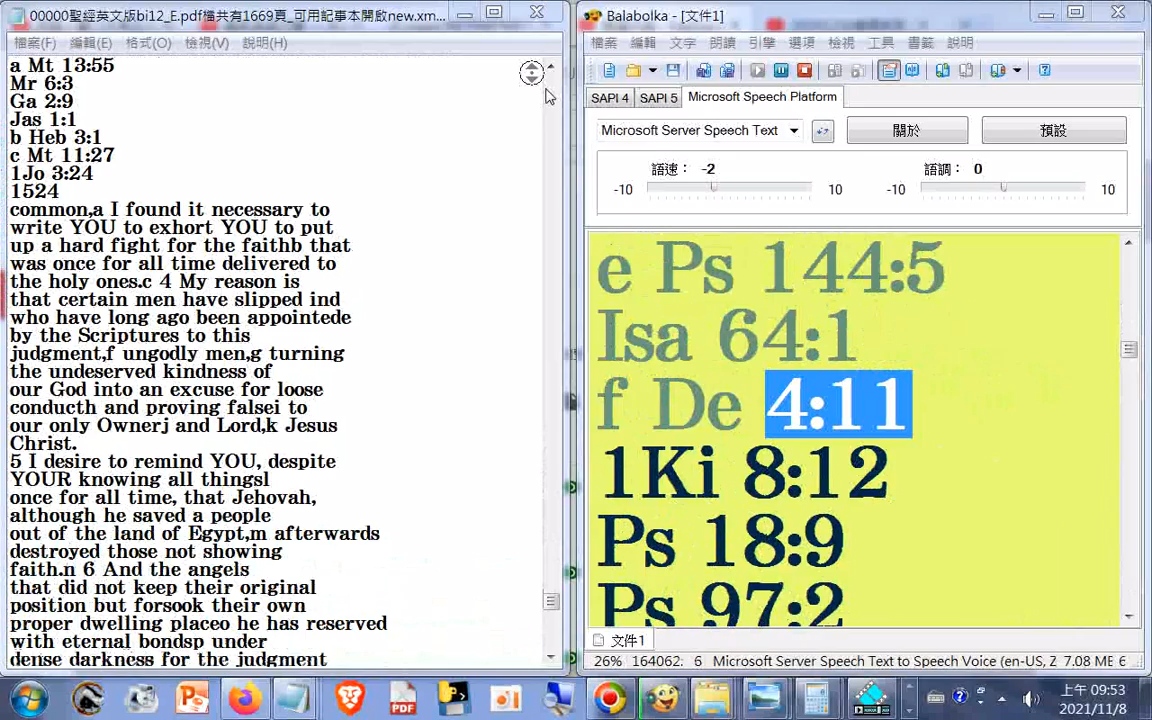 00000聖經英文版bi12_E.pdf檔共有1669頁_可用記事本開啟new.xm...
檔案(F) 編輯(E) 格式(O) 檢視(V) 說明(H)
a Mt 13:55
Mr 6:3
Ga 2:9
Jas 1:1
b Heb 3:1
c Mt 11:27
1Jo 3:24
1524
common,a I found it necessary to
write YOU to exhort YOU to put
up a hard fight for the faithb that
was once for all time delivered to
the holy ones.c 4 My reason is
that certain men have slipped ind
who have long ago been appointede
by the Scriptures to this
judgment,f ungodly men,g turning
the undeserved kindness of
our God into an excuse for loose
conducth and proving falsei to
our only Ownerj and Lord,k Jesus
Christ.
5 I desire to remind YOU, despite
YOUR knowing all thingsl
once for all time, that Jehovah,
although he saved a people
out of the land of Egypt,m afterwards
destroyed those not showing
faith.n 6 And the angels
that did not keep their original
position but forsook their own
proper dwelling placeo he has reserved
with eternal bondsp under
dense darkness for the judgment
Balabolka - [文件1]
檔案 編輯 文字 朗讀 引擎 選項 檢視 工具 書籤 說明
SAPI 4 SAPI 5 Microsoft Speech Platform
Microsoft Server Speech Text 關於 預設
語速: -2 語調: 0
-10 10 -10 10
e Ps 144:5
Isa 64:1
f De 4:11
1Ki 8:12
Ps 18:9
Ps 97:2
文件1
26% 164062: 6 Microsoft Server Speech Text to Speech Voice (en-US, Z 7.08 MB 6
PDF
上午 09:53
2021/11/8